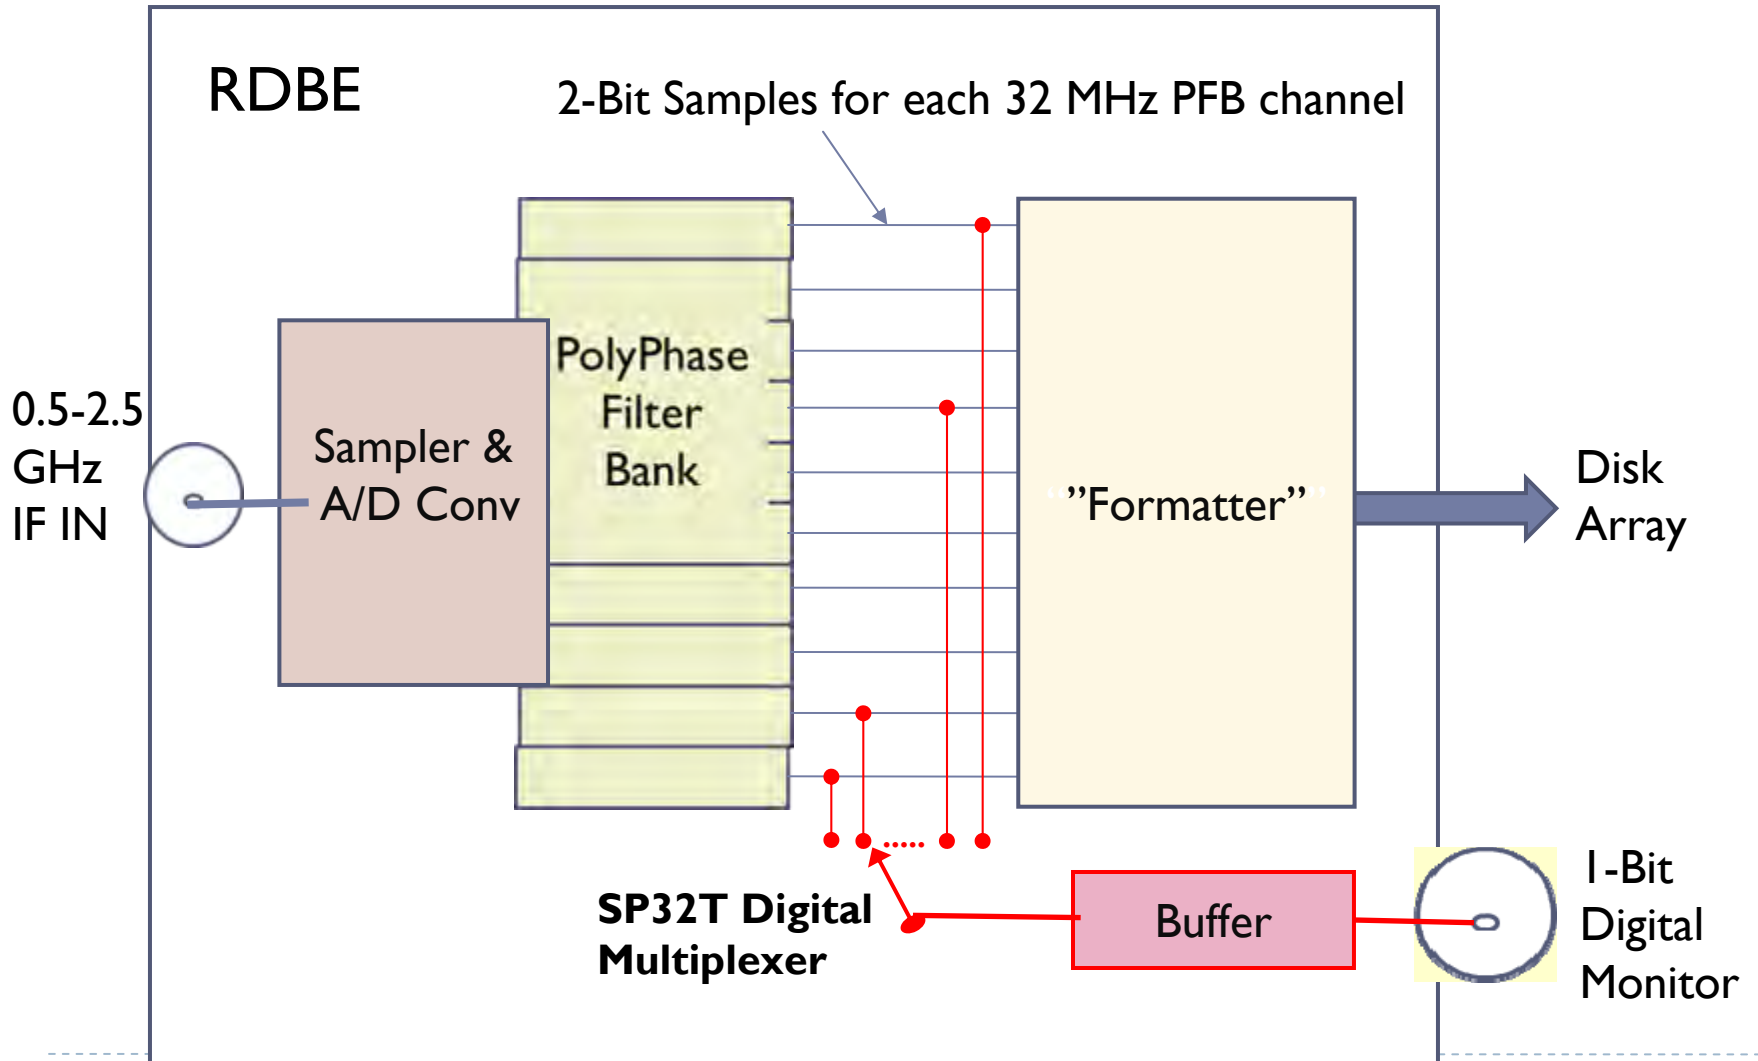 RDBE
2-Bit Samples for each 32 MHz PFB channel
PolyPhase
Filter
Bank
0.5-2.5
GHz
IF IN
Sampler &
A/D Conv
"”Formatter”"
Disk
Array
SP32T Digital
Multiplexer
Buffer
1-Bit
Digital
Monitor